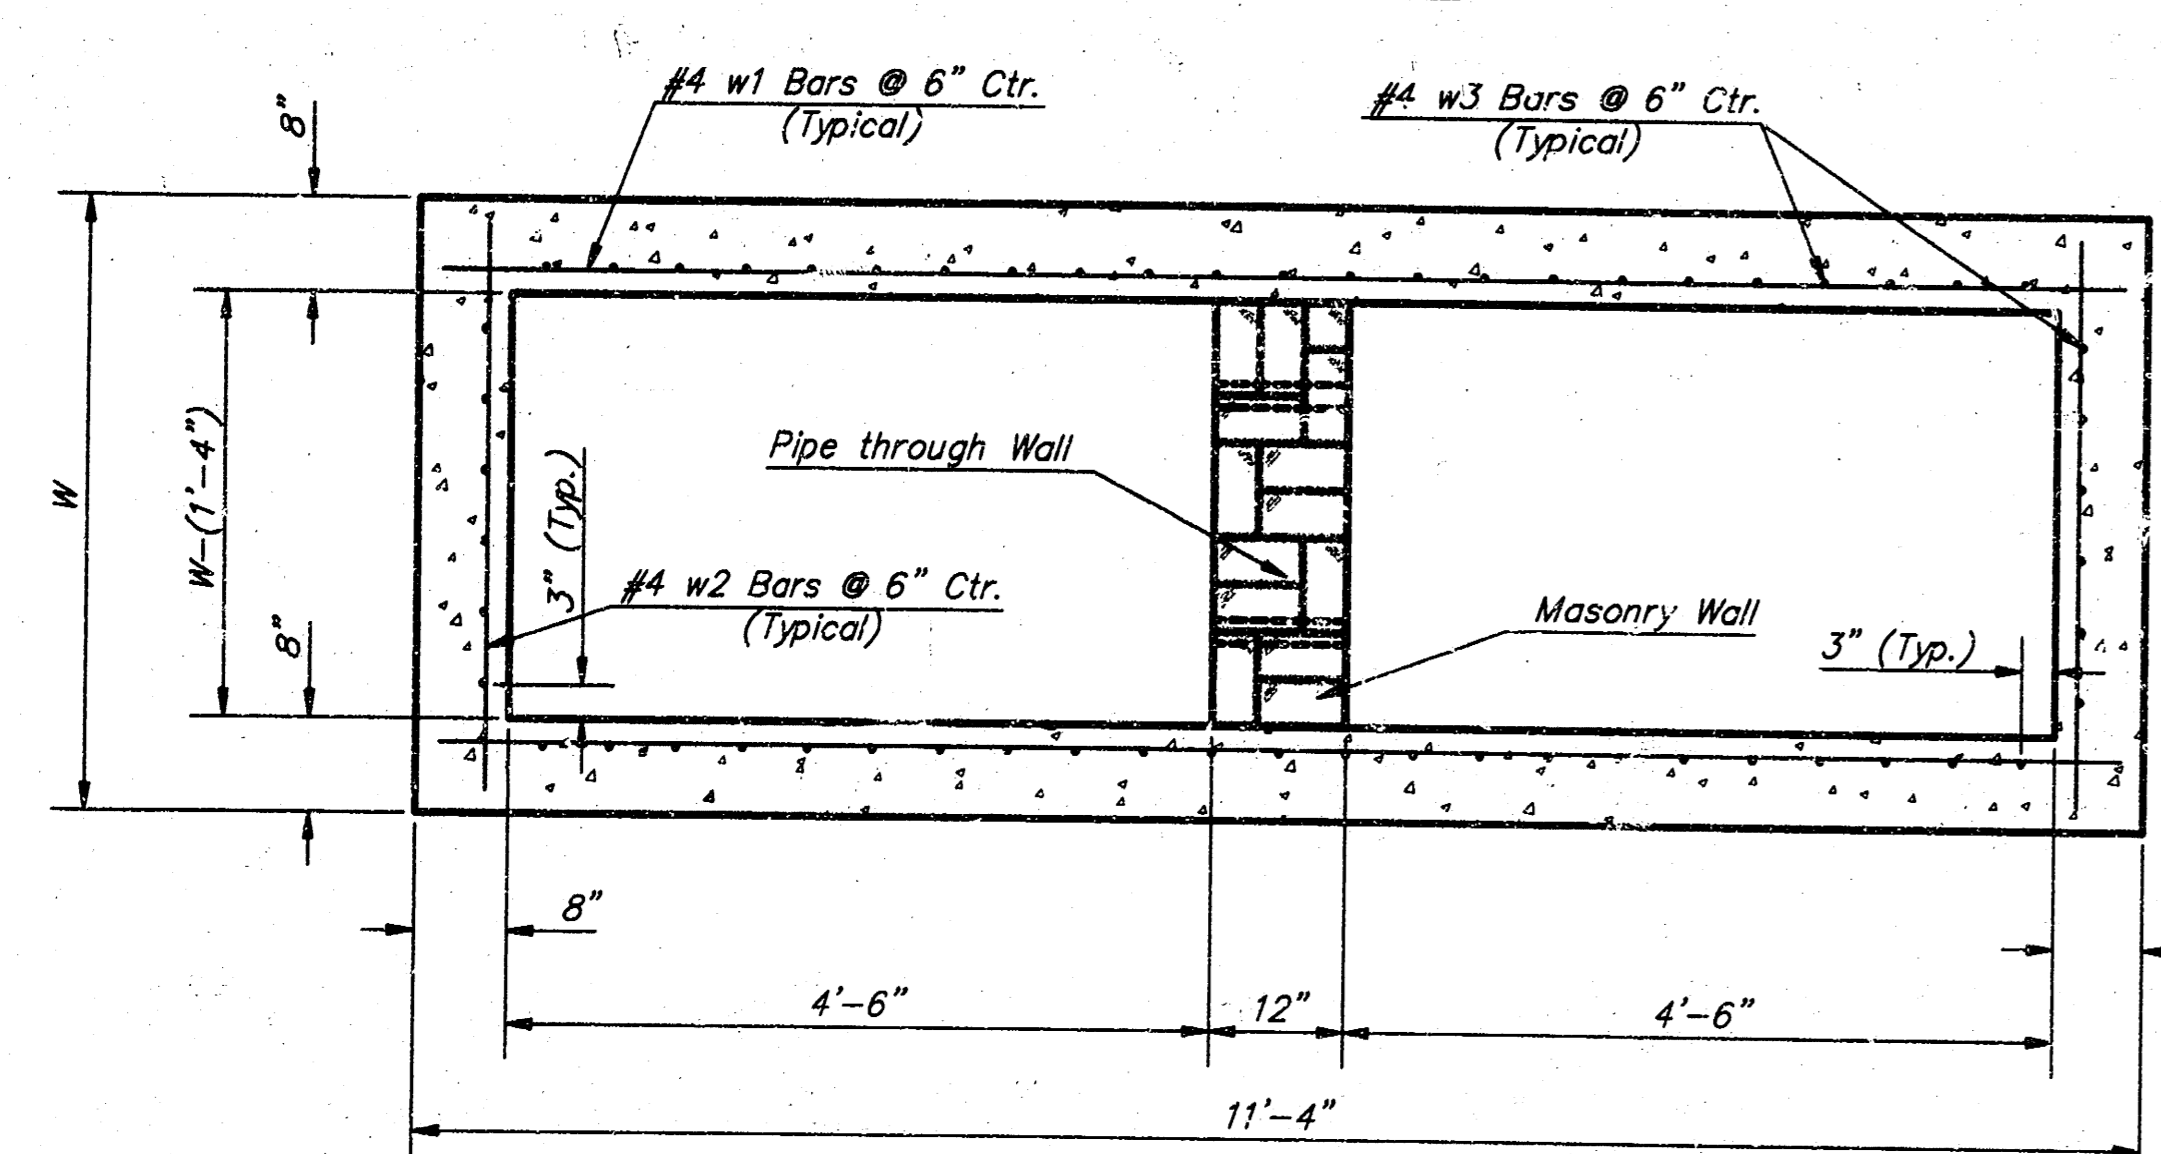 #4 w1 Bars @ 6" Ctr.
(Typical)
#4 w3 Bars @ 6" Ctr.
(Typical)
8"
W
W-(1'-4")
8"
3" (Typ.)
Pipe through Wall
#4 w2 Bars @ 6" Ctr.
(Typical)
Masonry Wall
3" (Typ.)
8"
4'-6"
12"
4'-6"
11'-4"